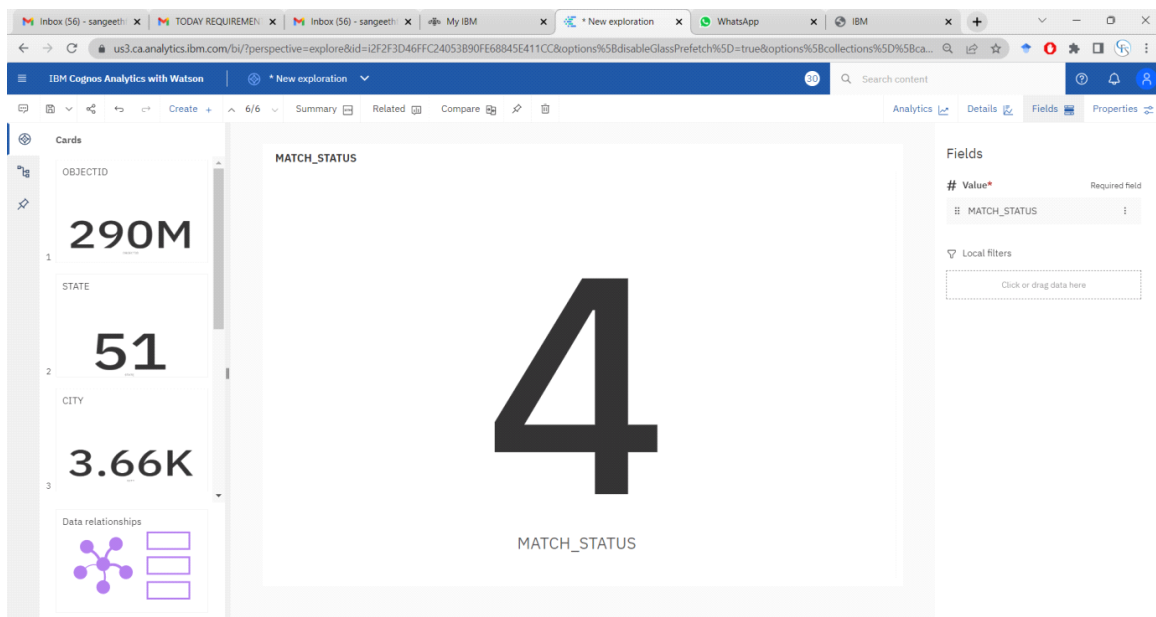 Inbox (56) - sangeeth
TODAY REQUIREMEN
Inbox (56) - sangeeth
My IBM
* New exploration
WhatsApp
IBM
us3.ca.analytics.ibm.com/bi/?perspective=explore&id=i2F2F3D46FFC24053B90FE68845E411CC&options%5BdisableGlassPrefetch%5D=true&options%5Bcollections%5D%5Bca...
IBM Cognos Analytics with Watson
* New exploration
30
Search content
Create +
6/6
Summary
Related
Compare
Analytics
Details
Fields
Properties
Cards
OBJECTID
290M
1
STATE
51
2
CITY
3.66K
3
Data relationships
MATCH_STATUS
4
MATCH_STATUS
Fields
# Value*
Required field
MATCH_STATUS
Local filters
Click or drag data here